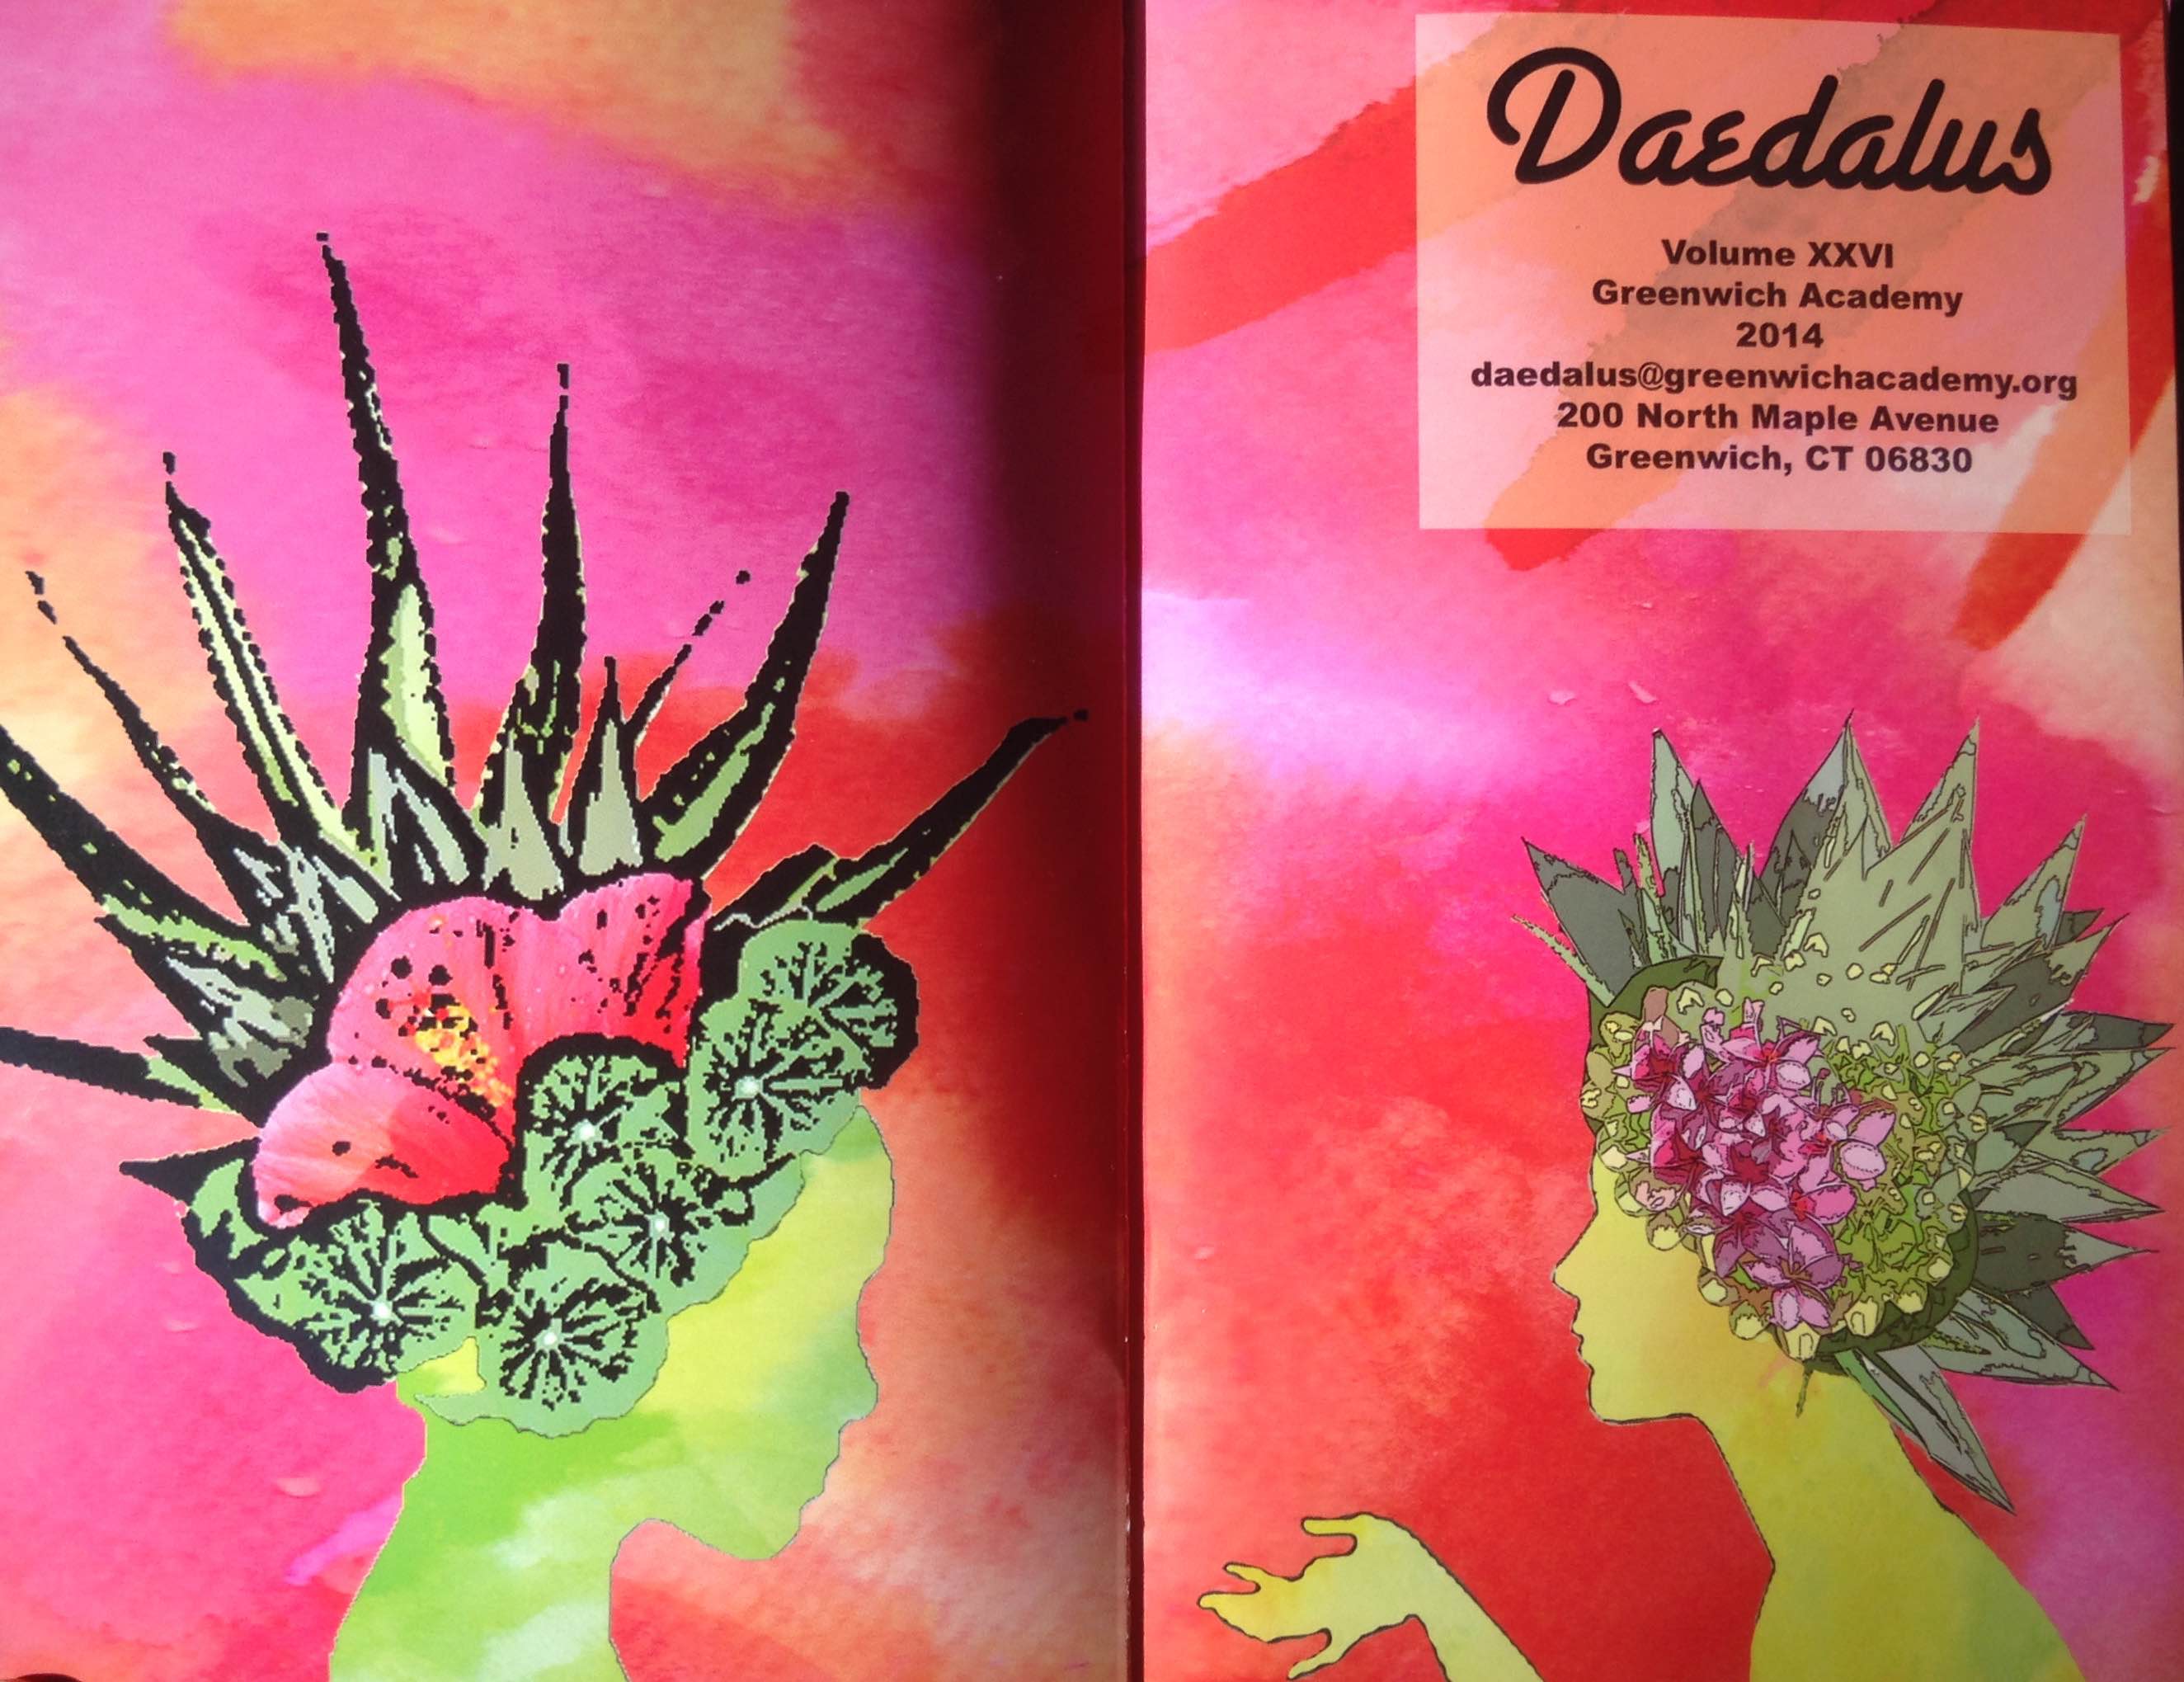 Daedalus
Volume XXVI
Greenwich Academy
2014
daedalus@greenwichacademy.org
200 North Maple Avenue
Greenwich, CT 06830